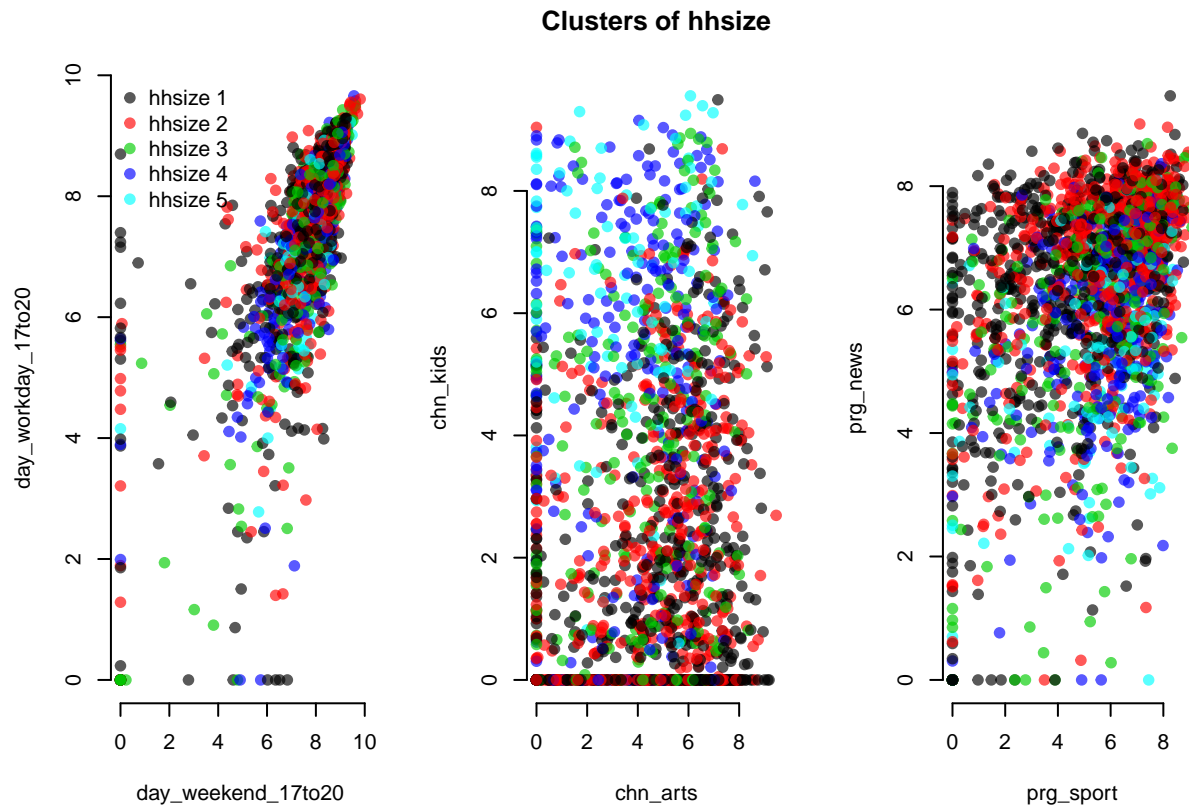 Clusters of hhsize
day_workday_17to20
0
2
4
6
8
10
hhsize 1
hhsize 2
hhsize 3
hhsize 4
hhsize 5
0 2 4 6 8 10
day_weekend_17to20
chn_kids
0
2
4
6
8
0 2 4 6 8
chn_arts
prg_news
0
2
4
6
8
0 2 4 6 8
prg_sport